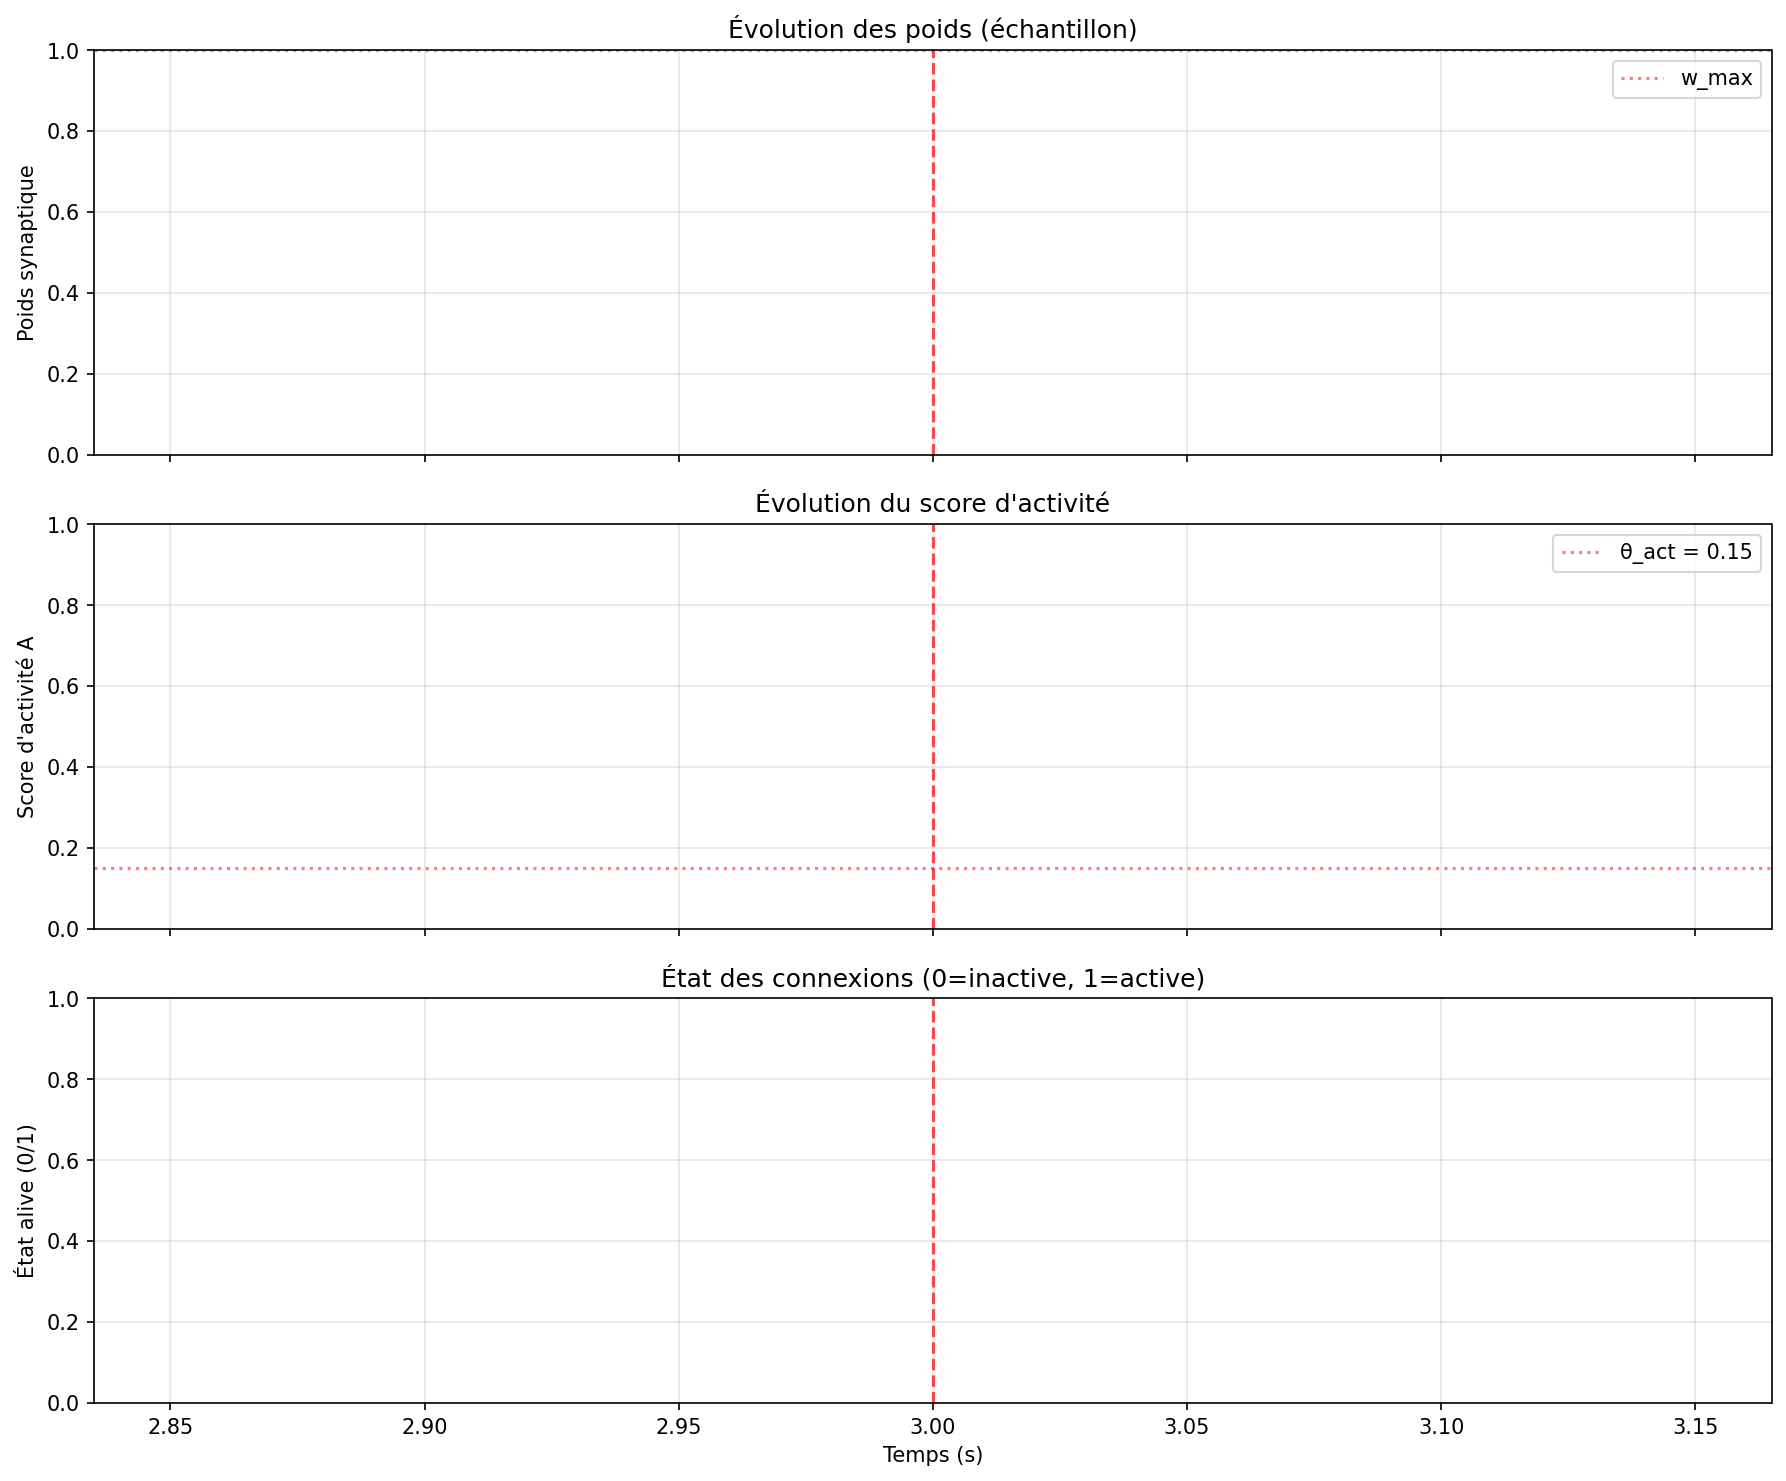 Évolution des poids (échantillon)
1.0
w_max
0.8
0.6
0.4
0.2
0.0
Poids synaptique
Évolution du score d'activité
1.0
θ_act = 0.15
0.8
0.6
0.4
0.2
0.0
Score d'activité A
État des connexions (0=inactive, 1=active)
1.0
0.8
0.6
0.4
0.2
0.0
État alive (0/1)
2.85 2.90 2.95 3.00 3.05 3.10 3.15
Temps (s)